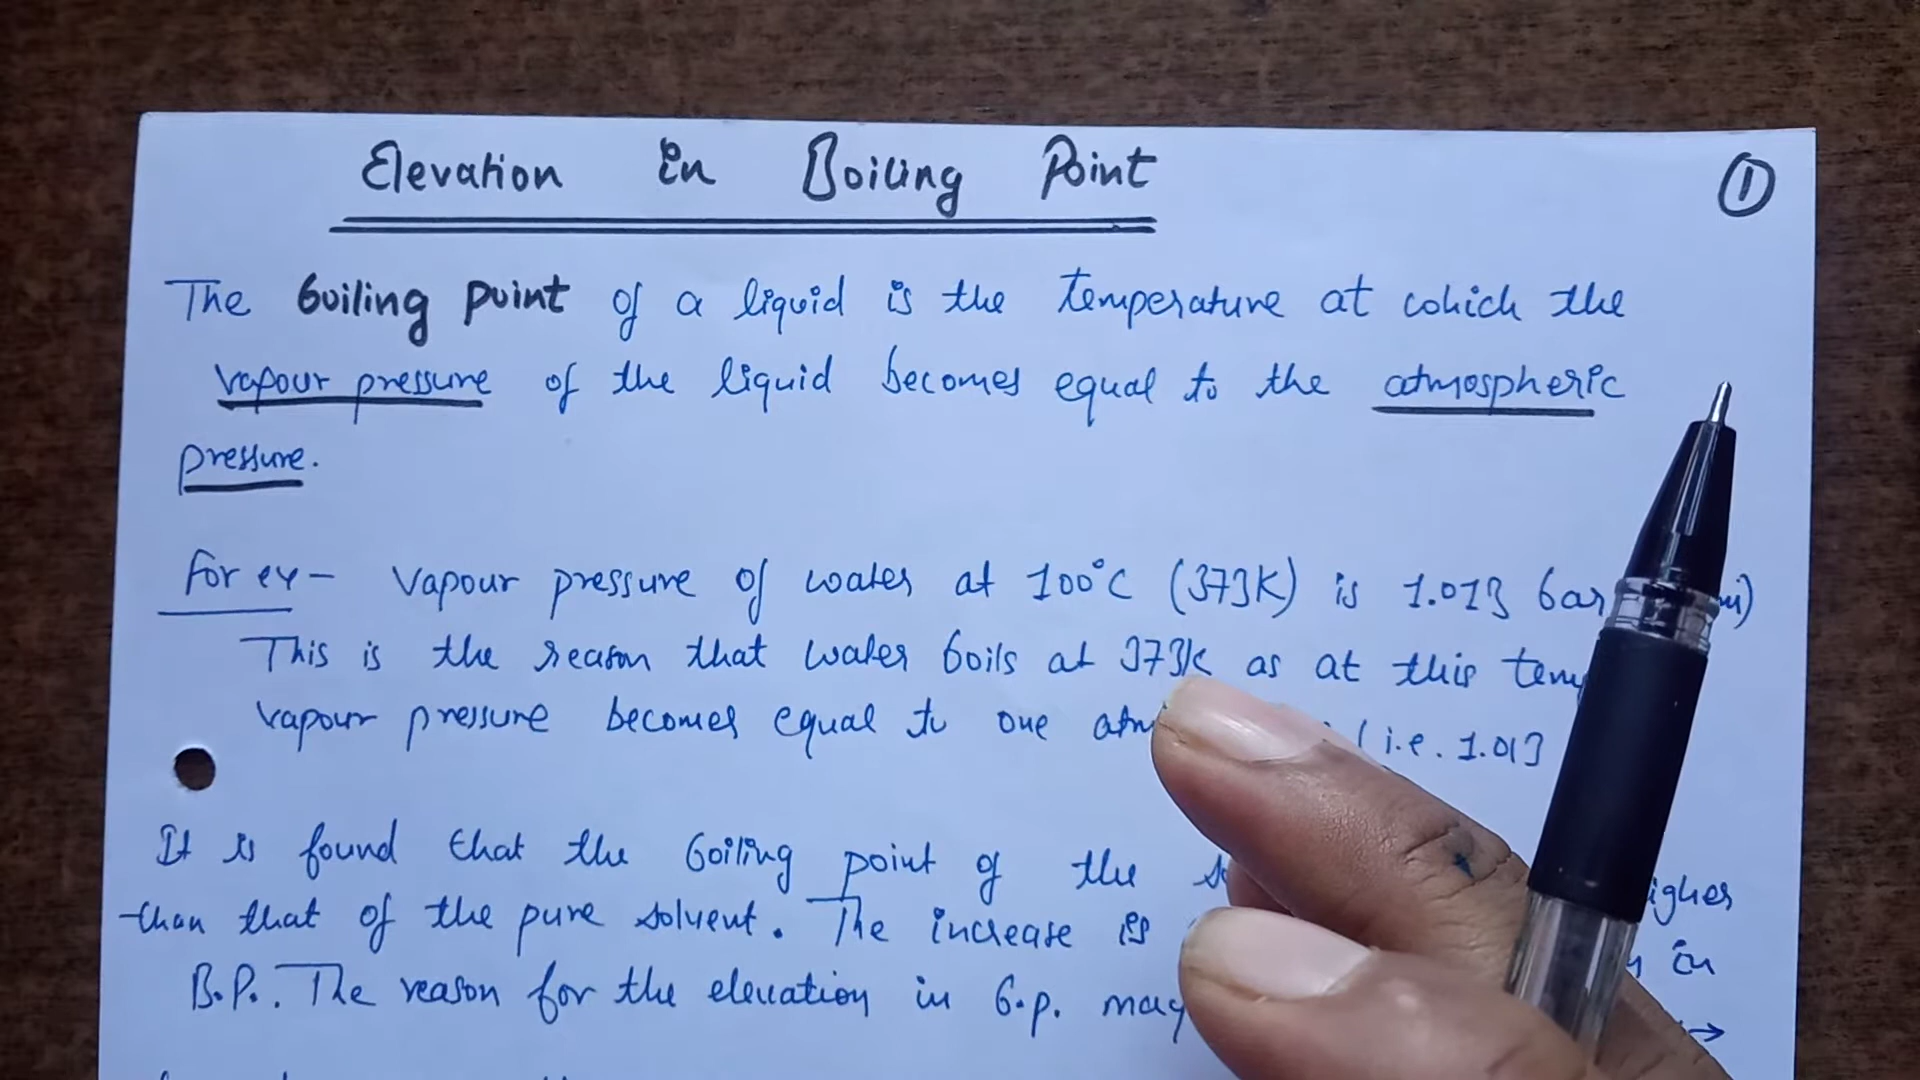 Elevation in Boiling Point
①
The boiling point of a liquid is the temperature at which the
vapour pressure of the liquid becomes equal to the atmospheric
pressure.
For ex - Vapour pressure of water at 100°C (373K) is 1.013 bar
This is the reason that water boils at 373K as at this
vapour pressure becomes equal to one (i.e. 1.013
It is found that the boiling point of the
than that of the pure solvent. The increase is in
B.P.. The reason for the elevation in b.p. may →